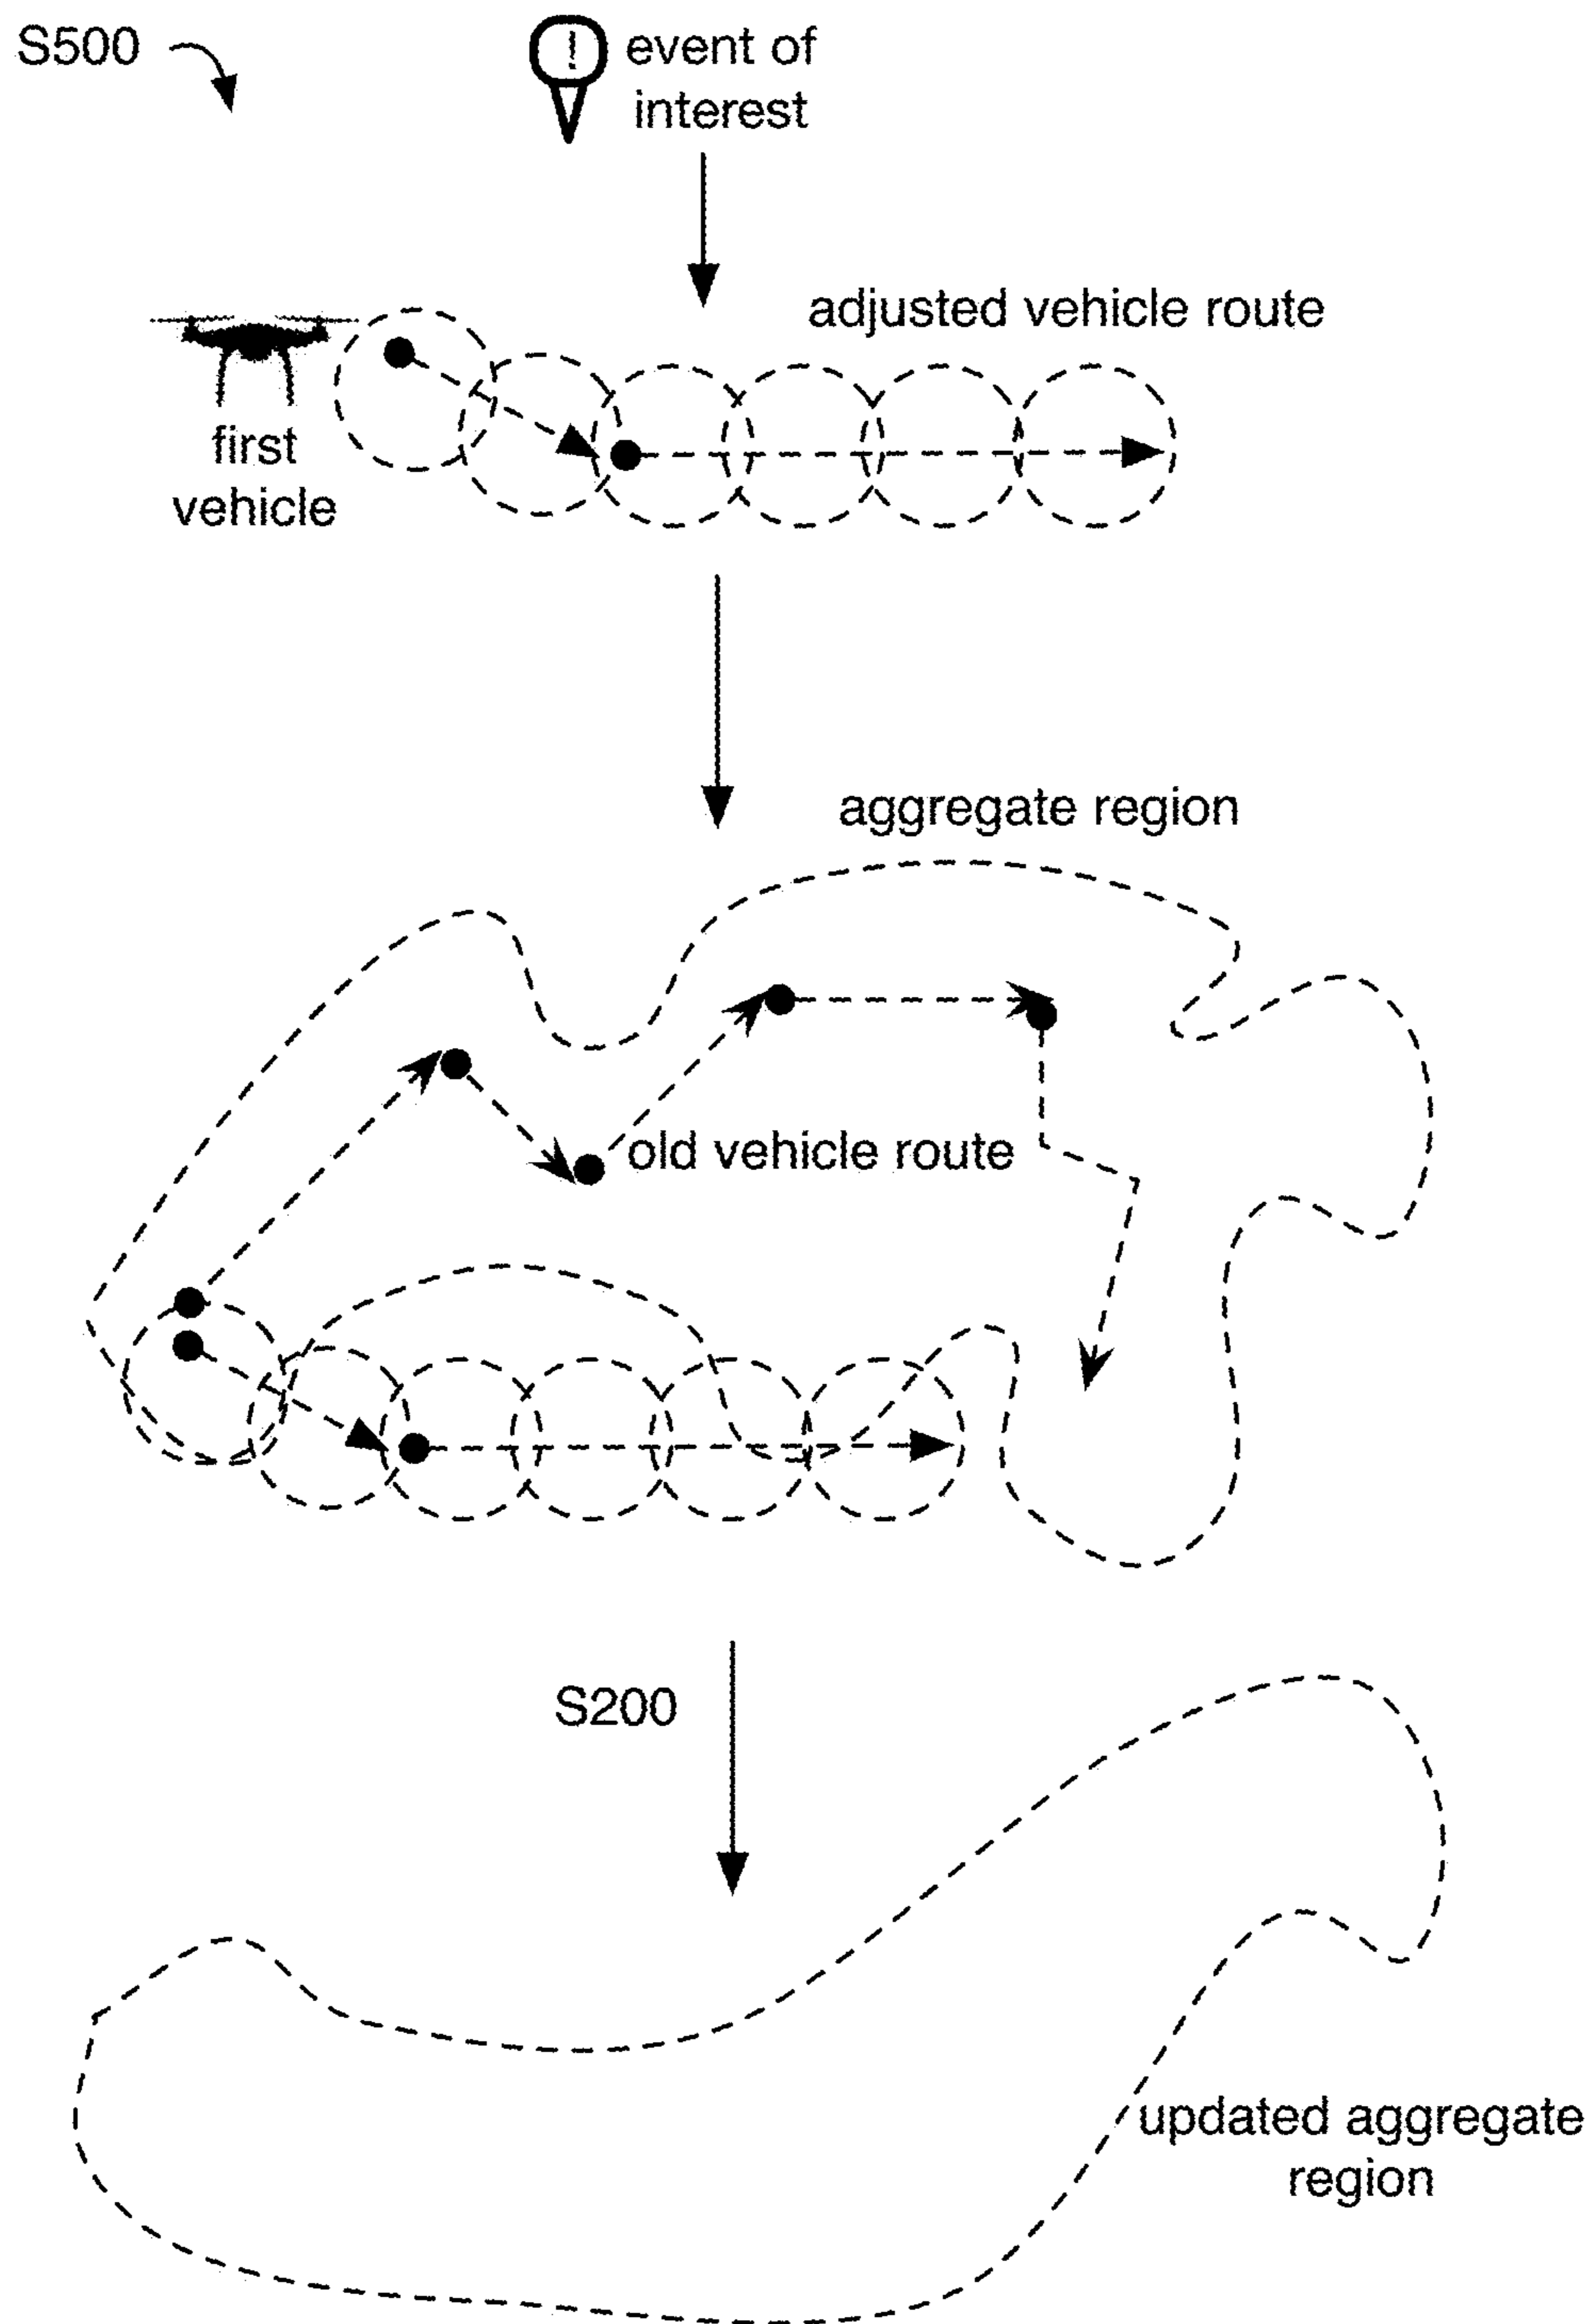 S500
!
event of
interest
adjusted vehicle route
first
vehicle
aggregate region
old vehicle route
S200
updated aggregate
region